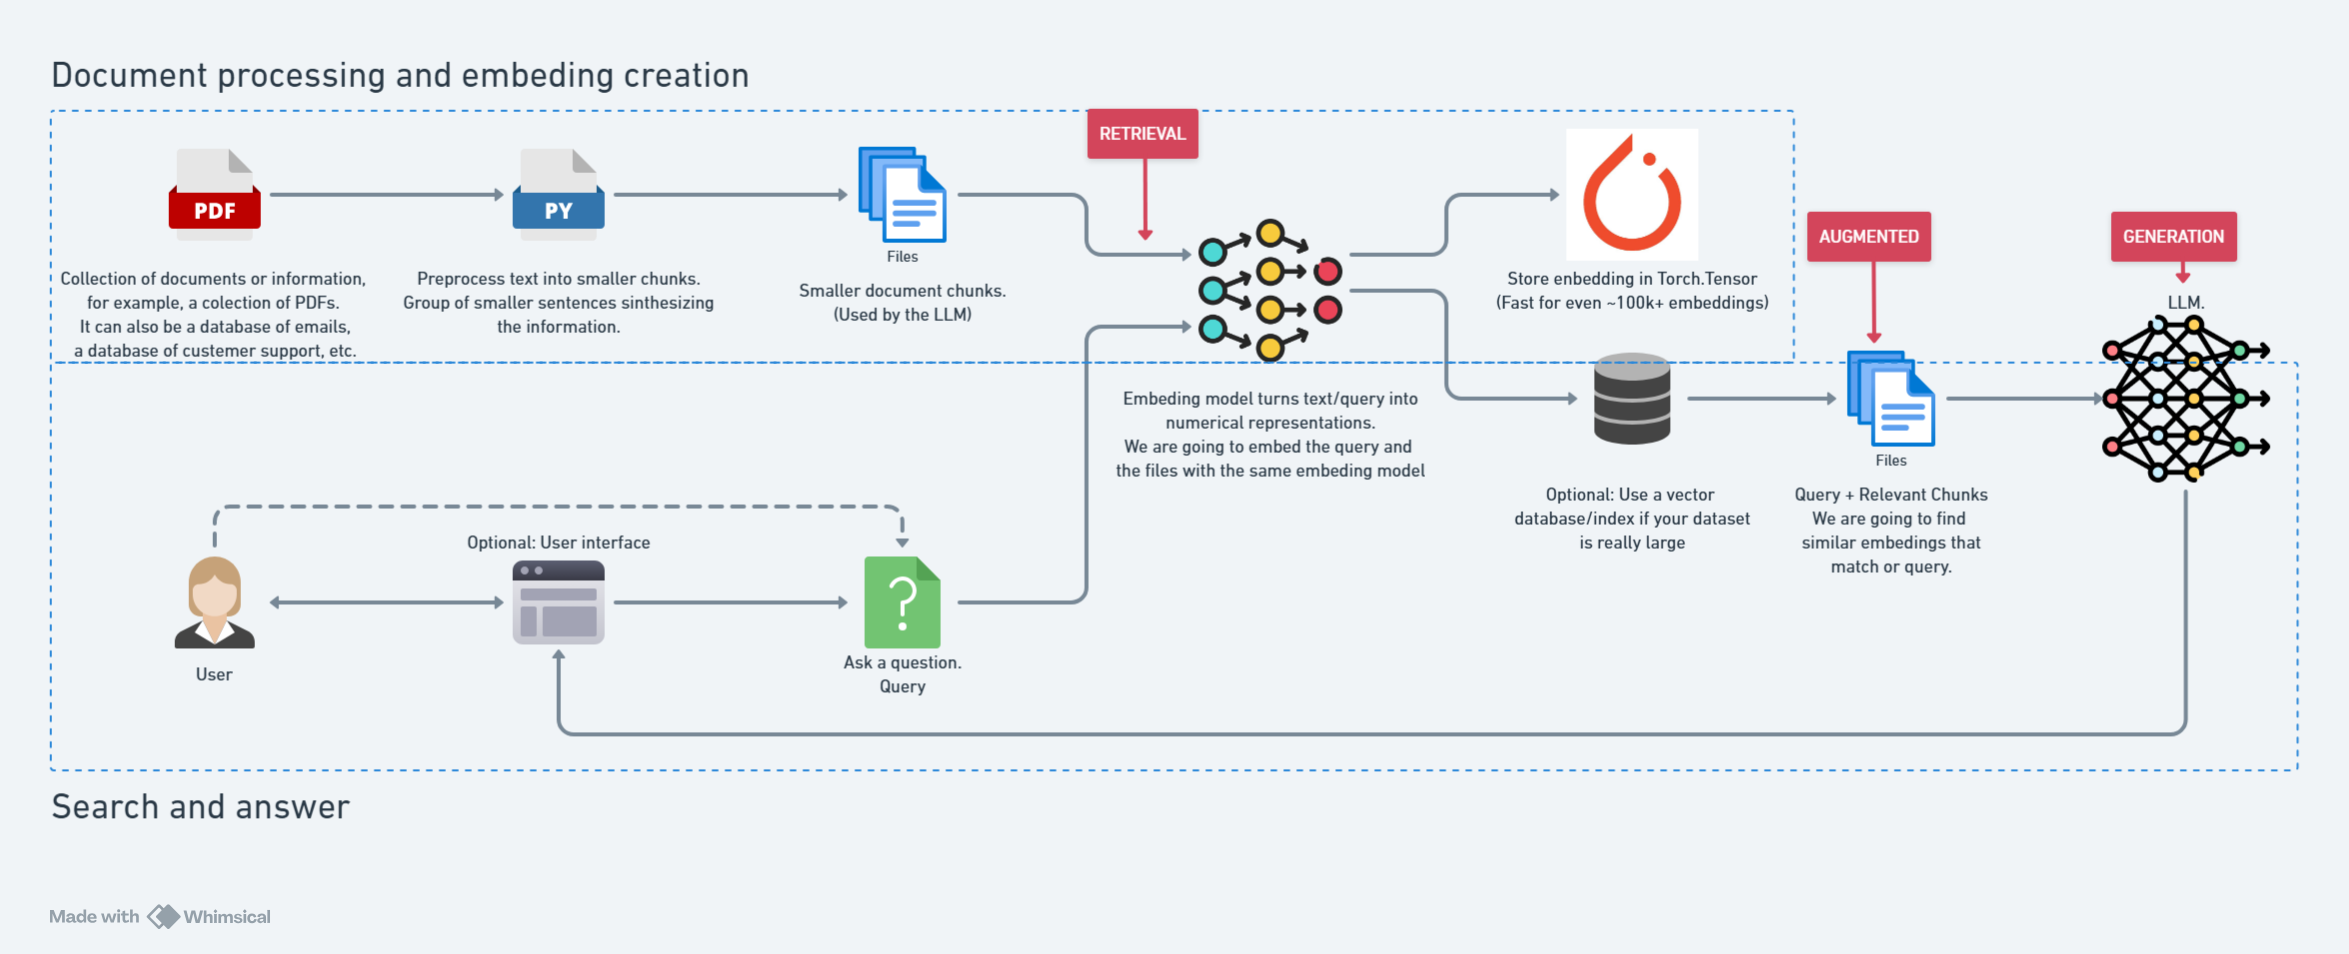 Document processing and embeding creation
RETRIEVAL
PDF
PY
Files
Collection of documents or information,
for example, a colection of PDFs.
It can also be a database of emails,
a database of custemer support, etc.
Preprocess text into smaller chunks.
Group of smaller sentences sinthesizing
the information.
Smaller document chunks.
(Used by the LLM)
Store enbedding in Torch.Tensor
(Fast for even ~100k+ embeddings)
AUGMENTED
GENERATION
LLM.
Embeding model turns text/query into
numerical representations.
We are going to embed the query and
the files with the same embeding model
Files
Optional: Use a vector
database/index if your dataset
is really large
Query + Relevant Chunks
We are going to find
similar embedings that
match or query.
Optional: User interface
?
User
Ask a question.
Query
Search and answer
Made with Whimsical